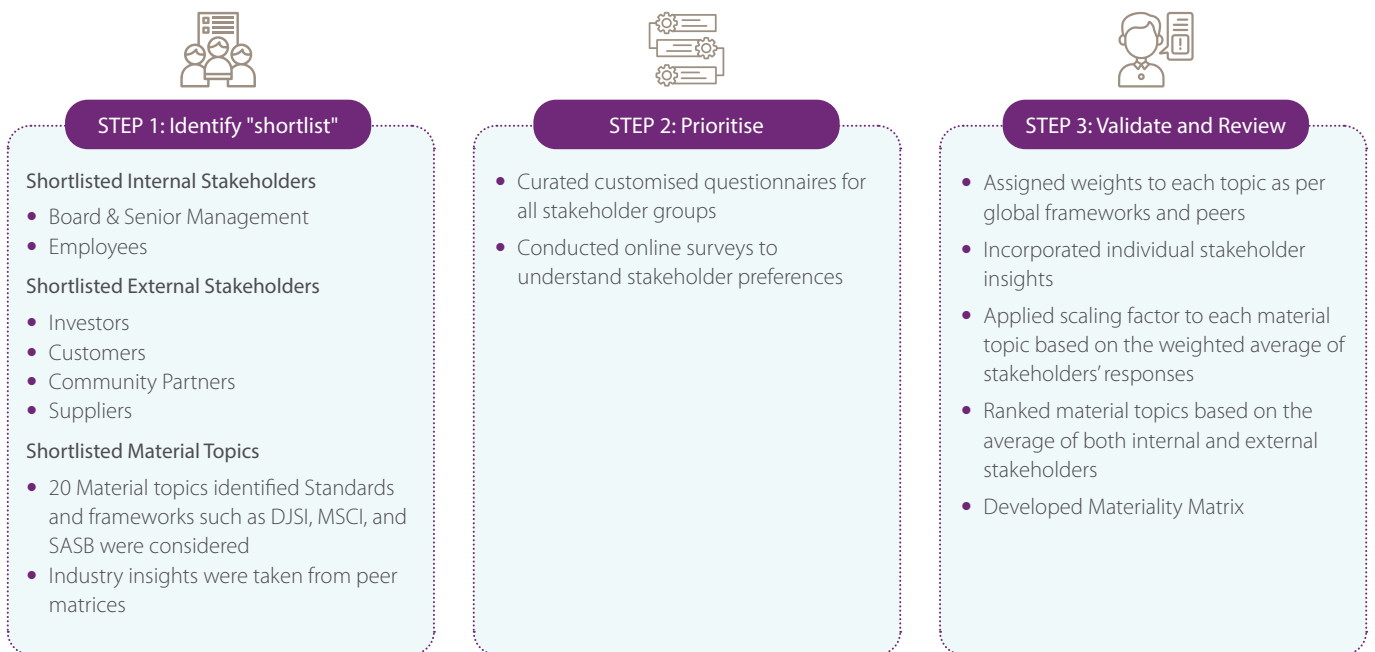 STEP 1: Identify "shortlist"
Shortlisted Internal Stakeholders
• Board & Senior Management
• Employees
Shortlisted External Stakeholders
• Investors
• Customers
• Community Partners
• Suppliers
Shortlisted Material Topics
• 20 Material topics identified Standards
and frameworks such as DJSI, MSCI, and
SASB were considered
• Industry insights were taken from peer
matrices
STEP 2: Prioritise
• Curated customised questionnaires for
all stakeholder groups
• Conducted online surveys to
understand stakeholder preferences
STEP 3: Validate and Review
• Assigned weights to each topic as per
global frameworks and peers
• Incorporated individual stakeholder
insights
• Applied scaling factor to each material
topic based on the weighted average of
stakeholders’ responses
• Ranked material topics based on the
average of both internal and external
stakeholders
• Developed Materiality Matrix